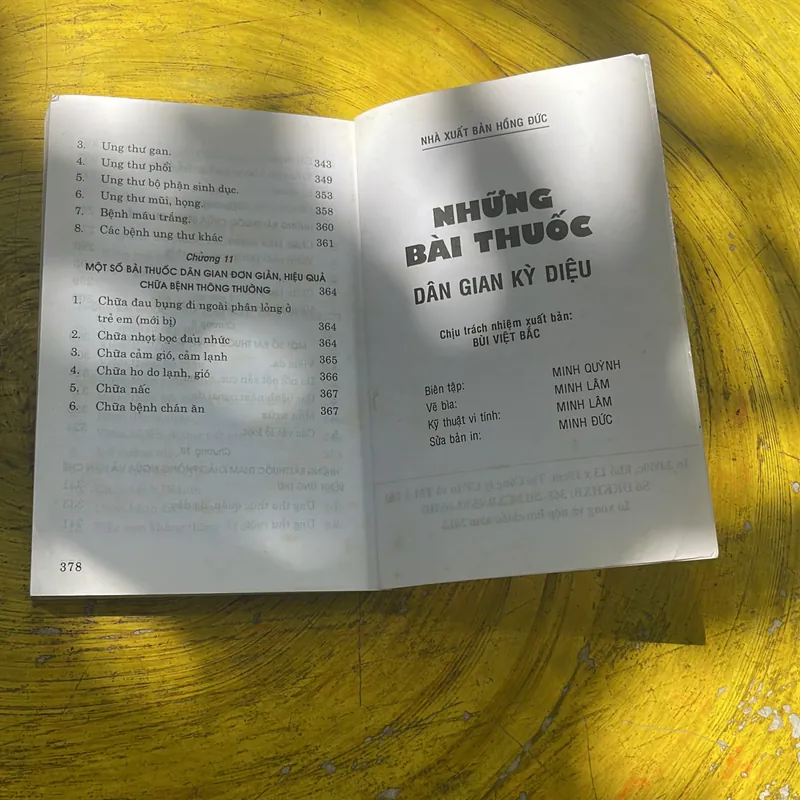 3. Ung thư gan.
4. Ung thư phổi 343
5. Ung thư bộ phận sinh dục. 349
6. Ung thư mũi, họng. 353
7. Bệnh máu trắng. 358
8. Các bệnh ung thư khác 360
361
Chương 11
MỘT SỐ BÀI THUỐC DÂN GIAN ĐƠN GIẢN, HIỆU QUẢ
CHỮA BỆNH THÔNG THƯỜNG 364
1. Chữa đau bụng đi ngoài phân lỏng ở
trẻ em (mới bị) 364
2. Chữa nhọt bọc đau nhức 364
3. Chữa cảm gió, cảm lạnh 365
4. Chữa ho do lạnh, gió 366
5. Chữa nấc 367
6. Chữa bệnh chán ăn 367
378
NHÀ XUẤT BẢN HỒNG ĐỨC
NHỮNG
BÀI THUỐC
DÂN GIAN KỲ DIỆU
Chịu trách nhiệm xuất bản:
BÙI VIỆT BẮC
Biên tập: MINH QUỲNH
Vẽ bìa: MINH LÂM
Kỹ thuật vi tính: MINH LÂM
Sửa bản in: MINH ĐỨC